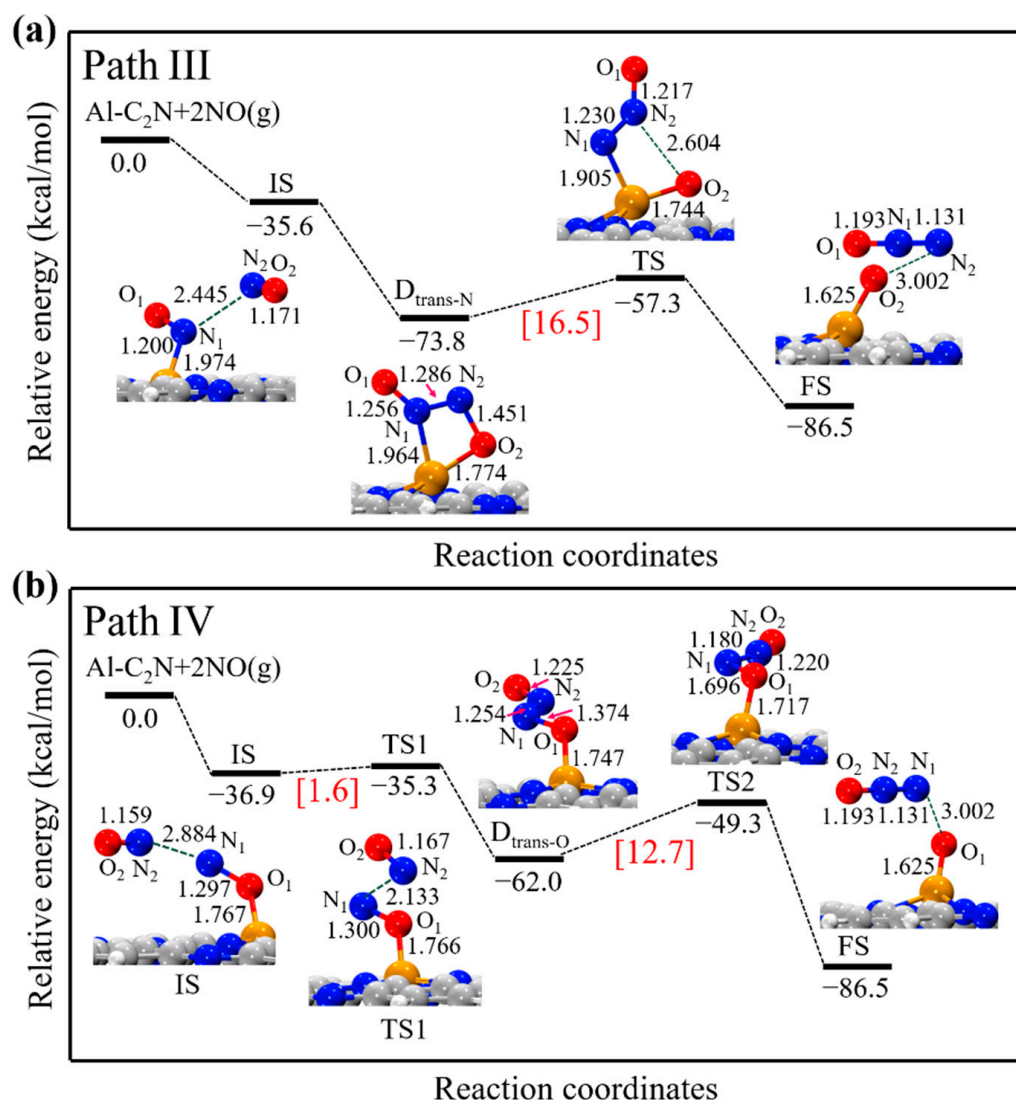 (a)
Path III
Al-C₂N+2NO(g)
0.0
IS
−35.6
D_trans-N
−73.8
[16.5]
TS
−57.3
FS
−86.5
O₁
N₂
O₂
2.445
1.171
N₁
1.200
1.974
O₁
1.286
N₂
1.256
N₁
1.451
O₂
1.964
1.774
O₁
1.217
1.230
N₂
N₁
2.604
1.905
O₂
1.744
1.193
N₁
1.131
O₁
N₂
3.002
O₂
1.625
Relative energy (kcal/mol)
Reaction coordinates
(b)
Path IV
Al-C₂N+2NO(g)
0.0
IS
−36.9
[1.6]
TS1
−35.3
D_trans-O
−62.0
[12.7]
TS2
−49.3
FS
−86.5
1.159
2.884
N₁
O₂
N₂
1.297
O₁
1.767
IS
O₂
1.167
N₂
N₁
2.133
1.300
O₁
1.766
TS1
1.225
O₂
N₂
1.254
1.374
N₁
O₁
1.747
N₂
O₂
1.180
N₁
1.220
1.696
O₁
1.717
O₂
N₂
N₁
1.193
1.131
3.002
O₁
1.625
Relative energy (kcal/mol)
Reaction coordinates